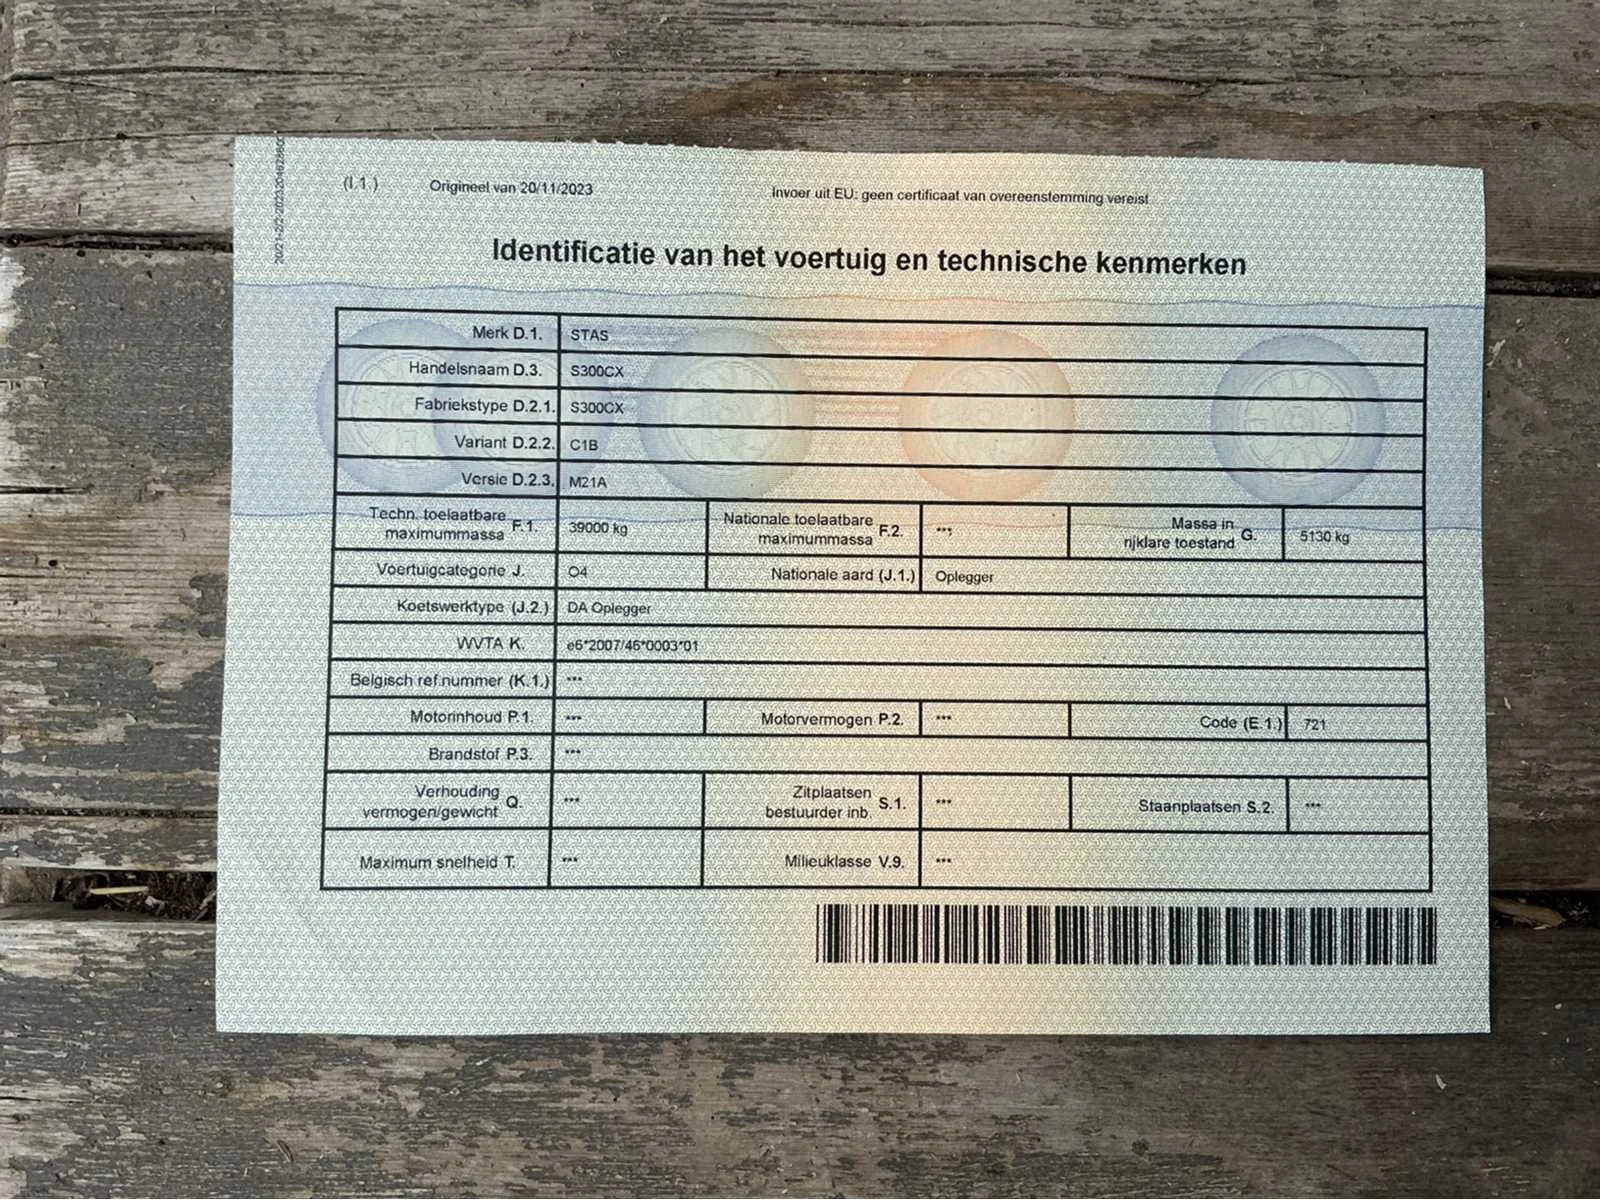 (I.1.) Origineel van 20/11/2023 Invoer uit EU: geen certificaat van overeenstemming vereist
Identificatie van het voertuig en technische kenmerken
Merk D.1. STAS
Handelsnaam D.3. S300CX
Fabriekstype D.2.1. S300CX
Variant D.2.2. C1B
Versie D.2.3. M21A
Techn. toelaatbare maximummassa F.1. 39000 kg Nationale toelaatbare maximummassa F.2. ***, Massa in rijklare toestand G. 5130 kg
Voertuigcategorie J. O4 Nationale aard (J.1.) Oplegger
Koetswerktype (J.2.) DA Oplegger
WVTA K. e6*2007/46*0003*01
Belgisch ref.nummer (K.1.) ***
Motorinhoud P.1. *** Motorvermogen P.2. *** Code (E.1.) 721
Brandstof P.3. ***
Verhouding vermogen/gewicht Q. *** Zitplaatsen bestuurder inb. S.1. *** Staanplaatsen S.2. ***
Maximum snelheid T. *** Milieuklasse V.9. ***